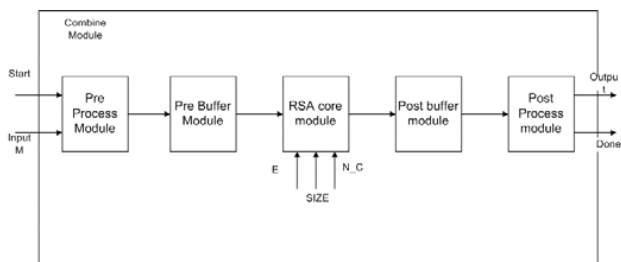 Combine
Module
Start
Input
M
Pre
Process
Module
Pre Buffer
Module
RSA core
module
Post buffer
module
Post
Process
module
Outpu
t
Done
E
SIZE
N_C